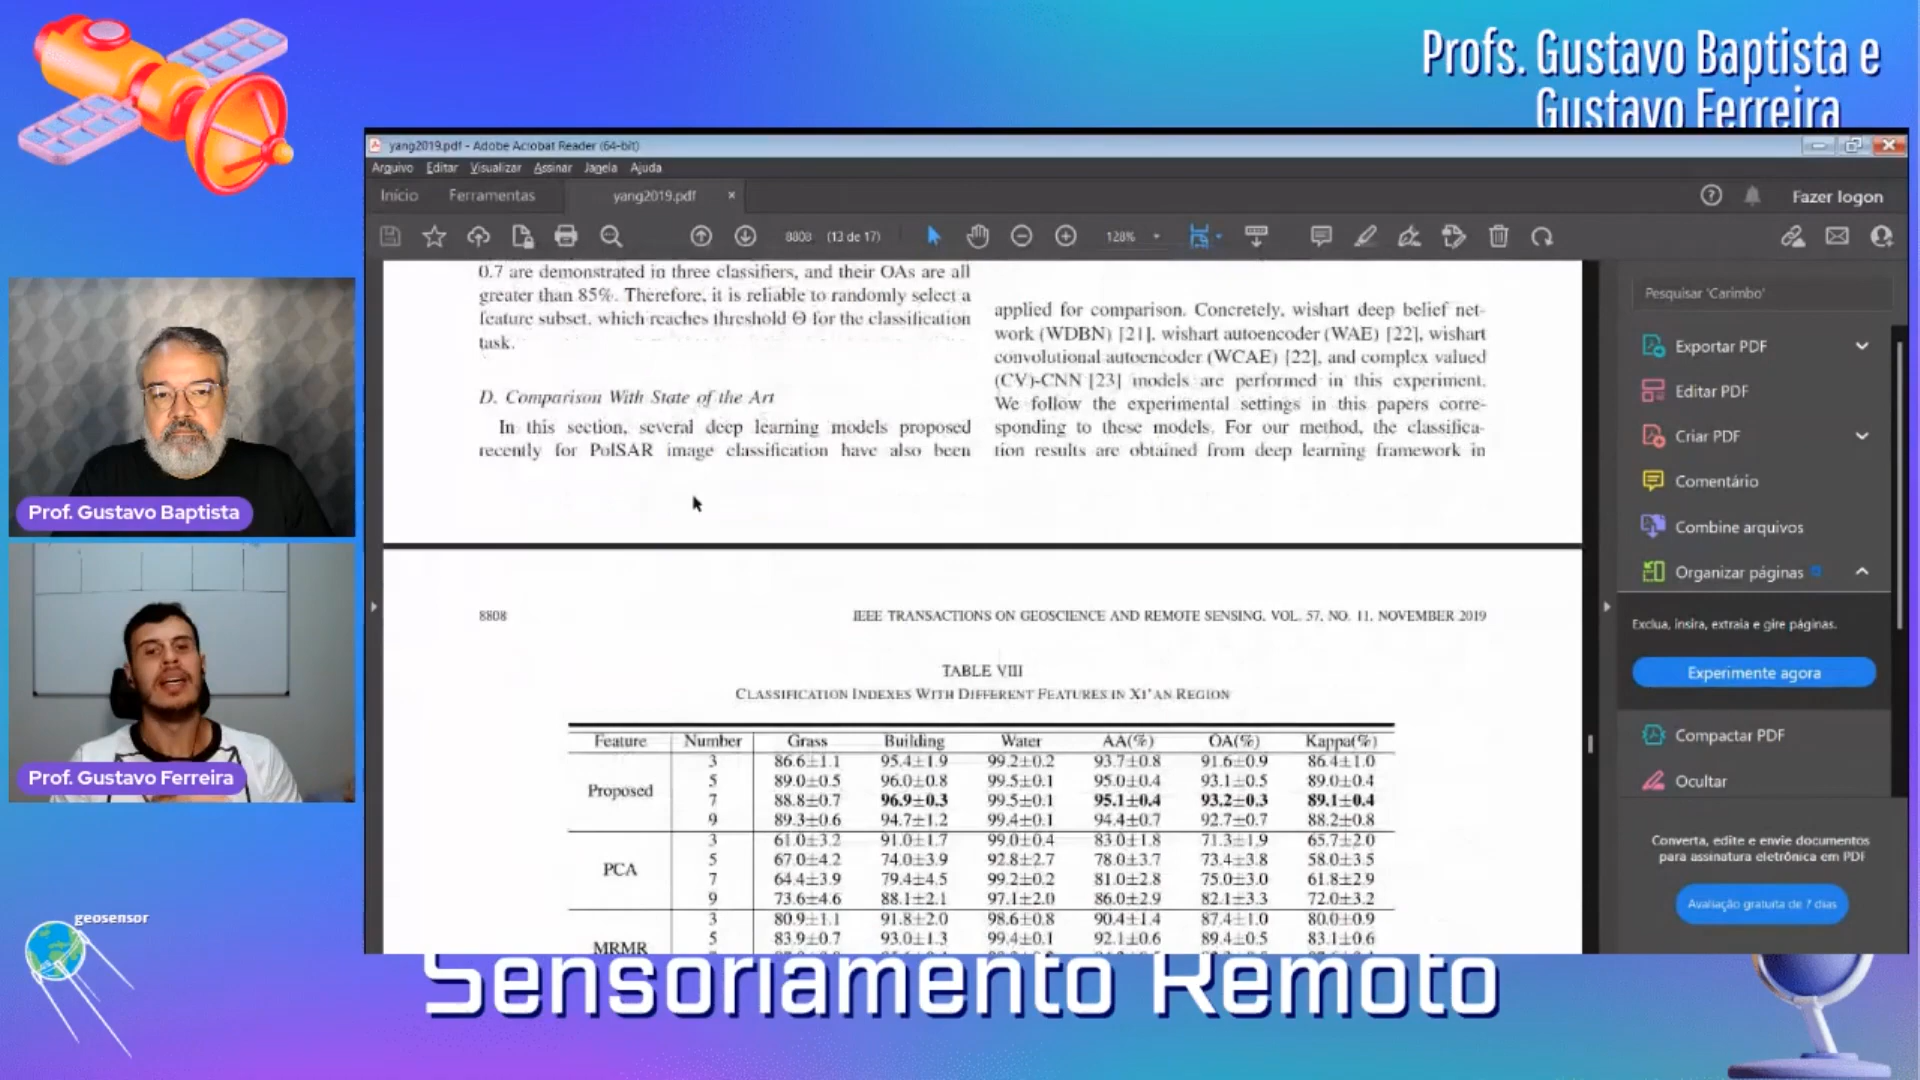 Profs. Gustavo Baptista e
Gustavo Ferreira
yang2019.pdf - Adobe Acrobat Reader (64-bit)
Arquivo Editar Visualizar Assinar Janela Ajuda
Início Ferramentas yang2019.pdf × Fazer logon
8808 (13 de 17) 128%
0.7 are demonstrated in three classifiers, and their OAs are all
greater than 85%. Therefore, it is reliable to randomly select a
feature subset, which reaches threshold Θ for the classification
task.
D. Comparison With State of the Art
In this section, several deep learning models proposed
recently for PolSAR image classification have also been
applied for comparison. Concretely, wishart deep belief net-
work (WDBN) [21], wishart autoencoder (WAE) [22], wishart
convolutional autoencoder (WCAE) [22], and complex valued
(CV)-CNN [23] models are performed in this experiment.
We follow the experimental settings in this papers corre-
sponding to these models. For our method, the classifica-
tion results are obtained from deep learning framework in
8808 IEEE TRANSACTIONS ON GEOSCIENCE AND REMOTE SENSING, VOL. 57, NO. 11, NOVEMBER 2019
TABLE VIII
CLASSIFICATION INDEXES WITH DIFFERENT FEATURES IN XI'AN REGION
Feature Number Grass Building Water AA(%) OA(%) Kappa(%)
Proposed
3 86.6±1.1 95.4±1.9 99.2±0.2 93.7±0.8 91.6±0.9 86.4±1.0
5 89.0±0.5 96.0±0.8 99.5±0.1 95.0±0.4 93.1±0.5 89.0±0.4
7 88.8±0.7 96.9±0.3 99.5±0.1 95.1±0.4 93.2±0.3 89.1±0.4
9 89.3±0.6 94.7±1.2 99.4±0.1 94.4±0.7 92.7±0.7 88.2±0.8
PCA
3 61.0±3.2 91.0±1.7 99.0±0.4 83.0±1.8 71.3±1.9 65.7±2.0
5 67.0±4.2 74.0±3.9 92.8±2.7 78.0±3.7 73.4±3.8 58.0±3.5
7 64.4±3.9 79.4±4.5 99.2±0.2 81.0±2.8 75.0±3.0 61.8±2.9
9 73.6±4.6 88.1±2.1 97.1±2.0 86.0±2.9 82.1±3.3 72.0±3.2
MRMR
3 80.9±1.1 91.8±2.0 98.6±0.8 90.4±1.4 87.4±1.0 80.0±0.9
5 83.9±0.7 93.0±1.3 99.4±0.1 92.1±0.6 89.4±0.5 83.1±0.6
Pesquisar 'Carimbo'
Exportar PDF
Editar PDF
Criar PDF
Comentário
Combine arquivos
Organizar páginas
Exclua, insira, extraia e gire páginas.
Experimente agora
Compactar PDF
Ocultar
Converta, edite e envie documentos
para assinatura eletrônica em PDF
Avaliação gratuita de 7 dias
Prof. Gustavo Baptista
Prof. Gustavo Ferreira
geosensor
Sensoriamento Remoto